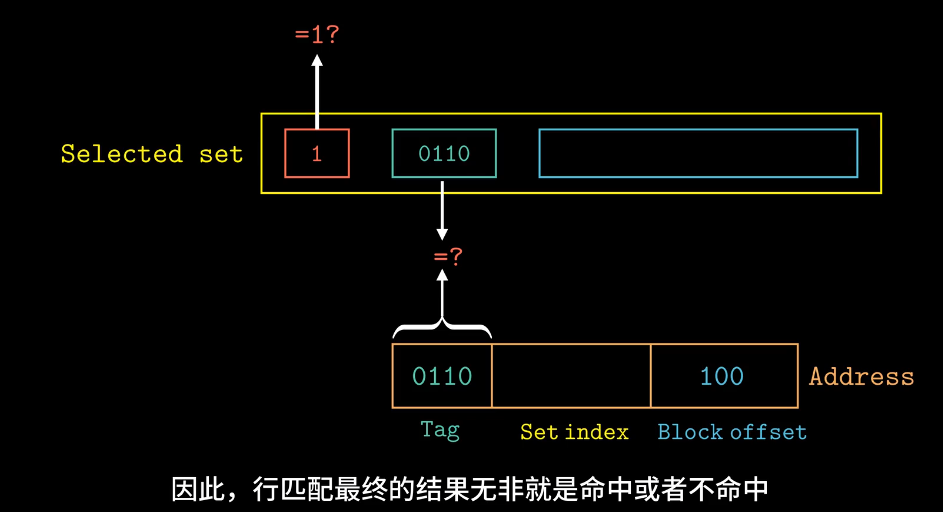 =1?
Selected set
1
0110
=?
0110
100
Address
Tag
Set index
Block offset
因此，行匹配最终的结果无非就是命中或者不命中